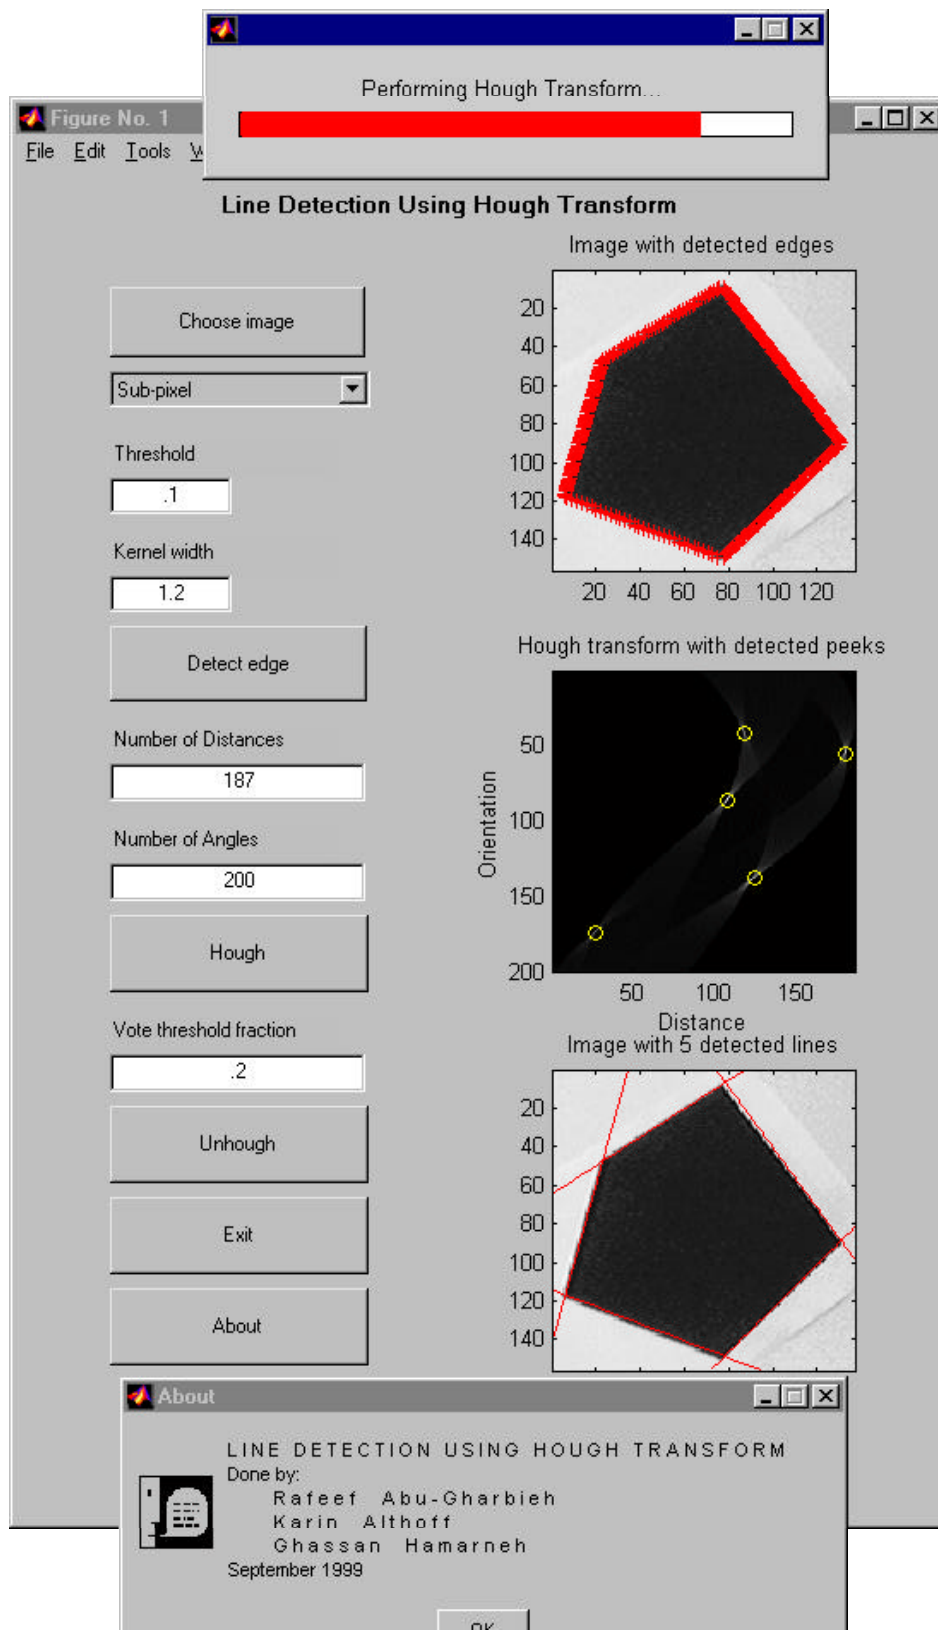 Performing Hough Transform...
Figure No. 1
File Edit Tools
Line Detection Using Hough Transform
Choose image
Sub-pixel
Threshold
.1
Kernel width
1.2
Detect edge
Number of Distances
187
Number of Angles
200
Hough
Vote threshold fraction
.2
Unhough
Exit
About
Image with detected edges
20
40
60
80
100
120
140
20 40 60 80 100 120
Hough transform with detected peeks
Orientation
50
100
150
200
50 100 150
Distance
Image with 5 detected lines
20
40
60
80
100
120
140
About
LINE DETECTION USING HOUGH TRANSFORM
Done by:
Rafeef Abu-Gharbieh
Karin Althoff
Ghassan Hamarneh
September 1999
OK